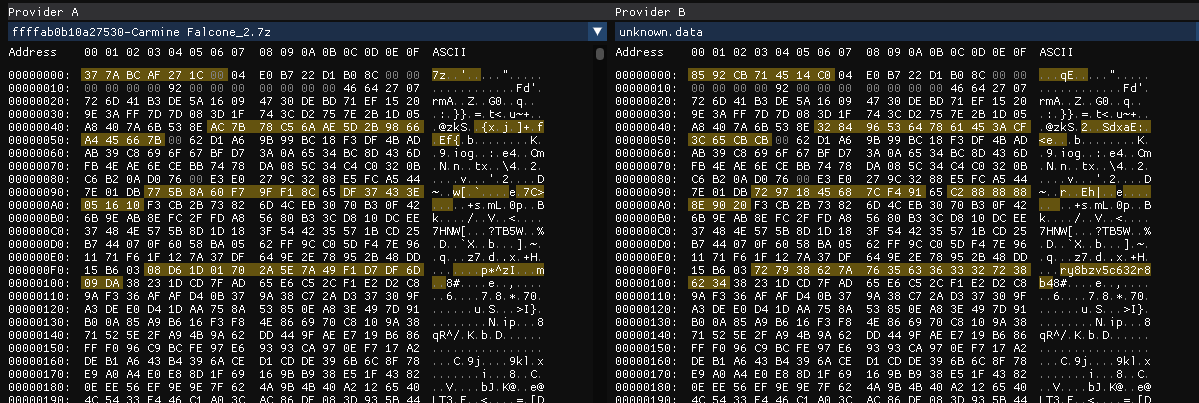 Provider A
ffffab0b10a27530-Carmine Falcone_2.7z
Address 00 01 02 03 04 05 06 07 08 09 0A 0B 0C 0D 0E 0F ASCII
00000000: 37 7A BC AF 27 1C 00 04 E0 B7 22 D1 B0 8C 00 00 7z..'.....".....
00000010: 00 00 00 00 92 00 00 00 00 00 00 00 46 64 27 07 ............Fd'.
00000020: 72 6D 41 B3 DE 5A 16 09 47 30 DE BD 71 EF 15 20 rmA..Z..G0..q.. 
00000030: 9E 3A FF 7D 7D 08 3D 1F 74 3C D2 75 7E 2B 1D 05 .:.}}.=.t<.u~+..
00000040: A8 40 7A 6B 53 8E AC 7B 78 C5 6A AE 5D 2B 98 66 .@zkS..{x.j.]+.f
00000050: A4 45 66 7B 00 62 D1 A6 9B 99 BC 18 F3 DF 4B AD .Ef{.b........K.
00000060: AB 39 C8 69 6F 67 BF D7 3A 0A 65 34 BC 8D 43 6D .9.iog..:.e4..Cm
00000070: FB 4E AE 6E CE BB 74 78 DA 08 5C 34 C4 C0 32 0B .N.n..tx..\4..2.
00000080: C6 B2 0A D0 76 00 E3 E0 27 9C 32 88 E5 FC A5 44 ....v...'.2....D
00000090: 7E 01 DB 77 5B 8A 60 F7 9F F1 8C 65 DF 37 43 3E ~..w[.`....e.7C>
000000A0: 05 16 10 F3 CB 2B 73 82 6D 4C EB 30 70 B3 0F 42 .....+s.mL.0p..B
000000B0: 6B 9E AB 8E FC 2F FD A8 56 80 B3 3C D8 10 DC EE k..../..V..<....
000000C0: 37 48 4E 57 5B 8D 1D 18 3F 54 42 35 57 1B CD 25 7HNW[...?TB5W..%
000000D0: B7 44 07 0F 60 58 BA 05 62 FF 9C C0 D5 F4 7E 96 .D..`X..b.....~.
000000E0: 11 71 F6 1F 12 7A 37 DF 64 9E 2E 78 95 2B 48 DD .q...z7.d..x.+H.
000000F0: 15 B6 03 08 D6 1D 01 70 2A 5E 7A 49 F1 D7 DF 6D .......p*^zI...m
00000100: 09 DA 38 23 1D CD 7F AD 65 E6 C5 2C F1 E2 D2 C8 ..8#....e..,....
00000110: 9A F3 36 AF AF D4 0B 37 9A 38 C7 2A D3 37 30 9F ..6....7.8.*.70.
00000120: A3 DE E0 D4 1D AA 75 8A 53 85 0E A8 3E 49 7D 91 ......u.S...>I}.
00000130: B0 0A 85 A9 B6 16 F3 F8 4E 86 69 70 C8 10 9A 38 ........N.ip...8
00000140: 71 52 5E 2F A9 4B 9A 62 DD 44 9F AE E7 19 B6 86 qR^/.K.b.D......
00000150: FF F0 96 C9 BC FE 97 E6 93 93 CA 97 0E F7 17 A2 ................
00000160: DE B1 A6 43 B4 39 6A CE D1 CD DE 39 6B 6C 8F 78 ...C.9j....9kl.x
00000170: E9 A0 A4 E0 E8 8D 1F 69 16 9B B9 38 E5 1F 43 82 .......i...8..C.
00000180: 0E EE 56 EF 9E 9E 7F 62 4A 9B 4B 40 A2 12 65 40 ..V....bJ.K@..e@
00000190: 4C 54 33 E4 46 C1 A0 3C AC 86 DE 08 3D 93 5B 44 LT3.F..<....=.[D
Provider B
unknown.data
Address 00 01 02 03 04 05 06 07 08 09 0A 0B 0C 0D 0E 0F ASCII
00000000: 85 92 CB 71 45 14 C0 04 E0 B7 22 D1 B0 8C 00 00 ...qE.....".....
00000010: 00 00 00 00 92 00 00 00 00 00 00 00 46 64 27 07 ............Fd'.
00000020: 72 6D 41 B3 DE 5A 16 09 47 30 DE BD 71 EF 15 20 rmA..Z..G0..q.. 
00000030: 9E 3A FF 7D 7D 08 3D 1F 74 3C D2 75 7E 2B 1D 05 .:.}}.=.t<.u~+..
00000040: A8 40 7A 6B 53 8E 32 84 96 53 64 78 61 45 3A CF .@zkS.2..SdxaE:.
00000050: 3C 65 CB CB 00 62 D1 A6 9B 99 BC 18 F3 DF 4B AD <e...b........K.
00000060: AB 39 C8 69 6F 67 BF D7 3A 0A 65 34 BC 8D 43 6D .9.iog..:.e4..Cm
00000070: FB 4E AE 6E CE BB 74 78 DA 08 5C 34 C4 C0 32 0B .N.n..tx..\4..2.
00000080: C6 B2 0A D0 76 00 E3 E0 27 9C 32 88 E5 FC A5 44 ....v...'.2....D
00000090: 7E 01 DB 72 97 18 45 68 7C F4 91 65 C2 88 88 88 ~..r..Eh|..e....
000000A0: 8E 90 20 F3 CB 2B 73 82 6D 4C EB 30 70 B3 0F 42 .. ..+s.mL.0p..B
000000B0: 6B 9E AB 8E FC 2F FD A8 56 80 B3 3C D8 10 DC EE k..../..V..<....
000000C0: 37 48 4E 57 5B 8D 1D 18 3F 54 42 35 57 1B CD 25 7HNW[...?TB5W..%
000000D0: B7 44 07 0F 60 58 BA 05 62 FF 9C C0 D5 F4 7E 96 .D..`X..b.....~.
000000E0: 11 71 F6 1F 12 7A 37 DF 64 9E 2E 78 95 2B 48 DD .q...z7.d..x.+H.
000000F0: 15 B6 03 72 79 38 62 7A 76 35 63 36 33 32 72 38 ...ry8bzv5c632r8
00000100: 62 34 38 23 1D CD 7F AD 65 E6 C5 2C F1 E2 D2 C8 b48#....e..,....
00000110: 9A F3 36 AF AF D4 0B 37 9A 38 C7 2A D3 37 30 9F ..6....7.8.*.70.
00000120: A3 DE E0 D4 1D AA 75 8A 53 85 0E A8 3E 49 7D 91 ......u.S...>I}.
00000130: B0 0A 85 A9 B6 16 F3 F8 4E 86 69 70 C8 10 9A 38 ........N.ip...8
00000140: 71 52 5E 2F A9 4B 9A 62 DD 44 9F AE E7 19 B6 86 qR^/.K.b.D......
00000150: FF F0 96 C9 BC FE 97 E6 93 93 CA 97 0E F7 17 A2 ................
00000160: DE B1 A6 43 B4 39 6A CE D1 CD DE 39 6B 6C 8F 78 ...C.9j....9kl.x
00000170: E9 A0 A4 E0 E8 8D 1F 69 16 9B B9 38 E5 1F 43 82 .......i...8..C.
00000180: 0E EE 56 EF 9E 9E 7F 62 4A 9B 4B 40 A2 12 65 40 ..V....bJ.K@..e@
00000190: 4C 54 33 E4 46 C1 A0 3C AC 86 DE 08 3D 93 5B 44 LT3.F..<....=.[D